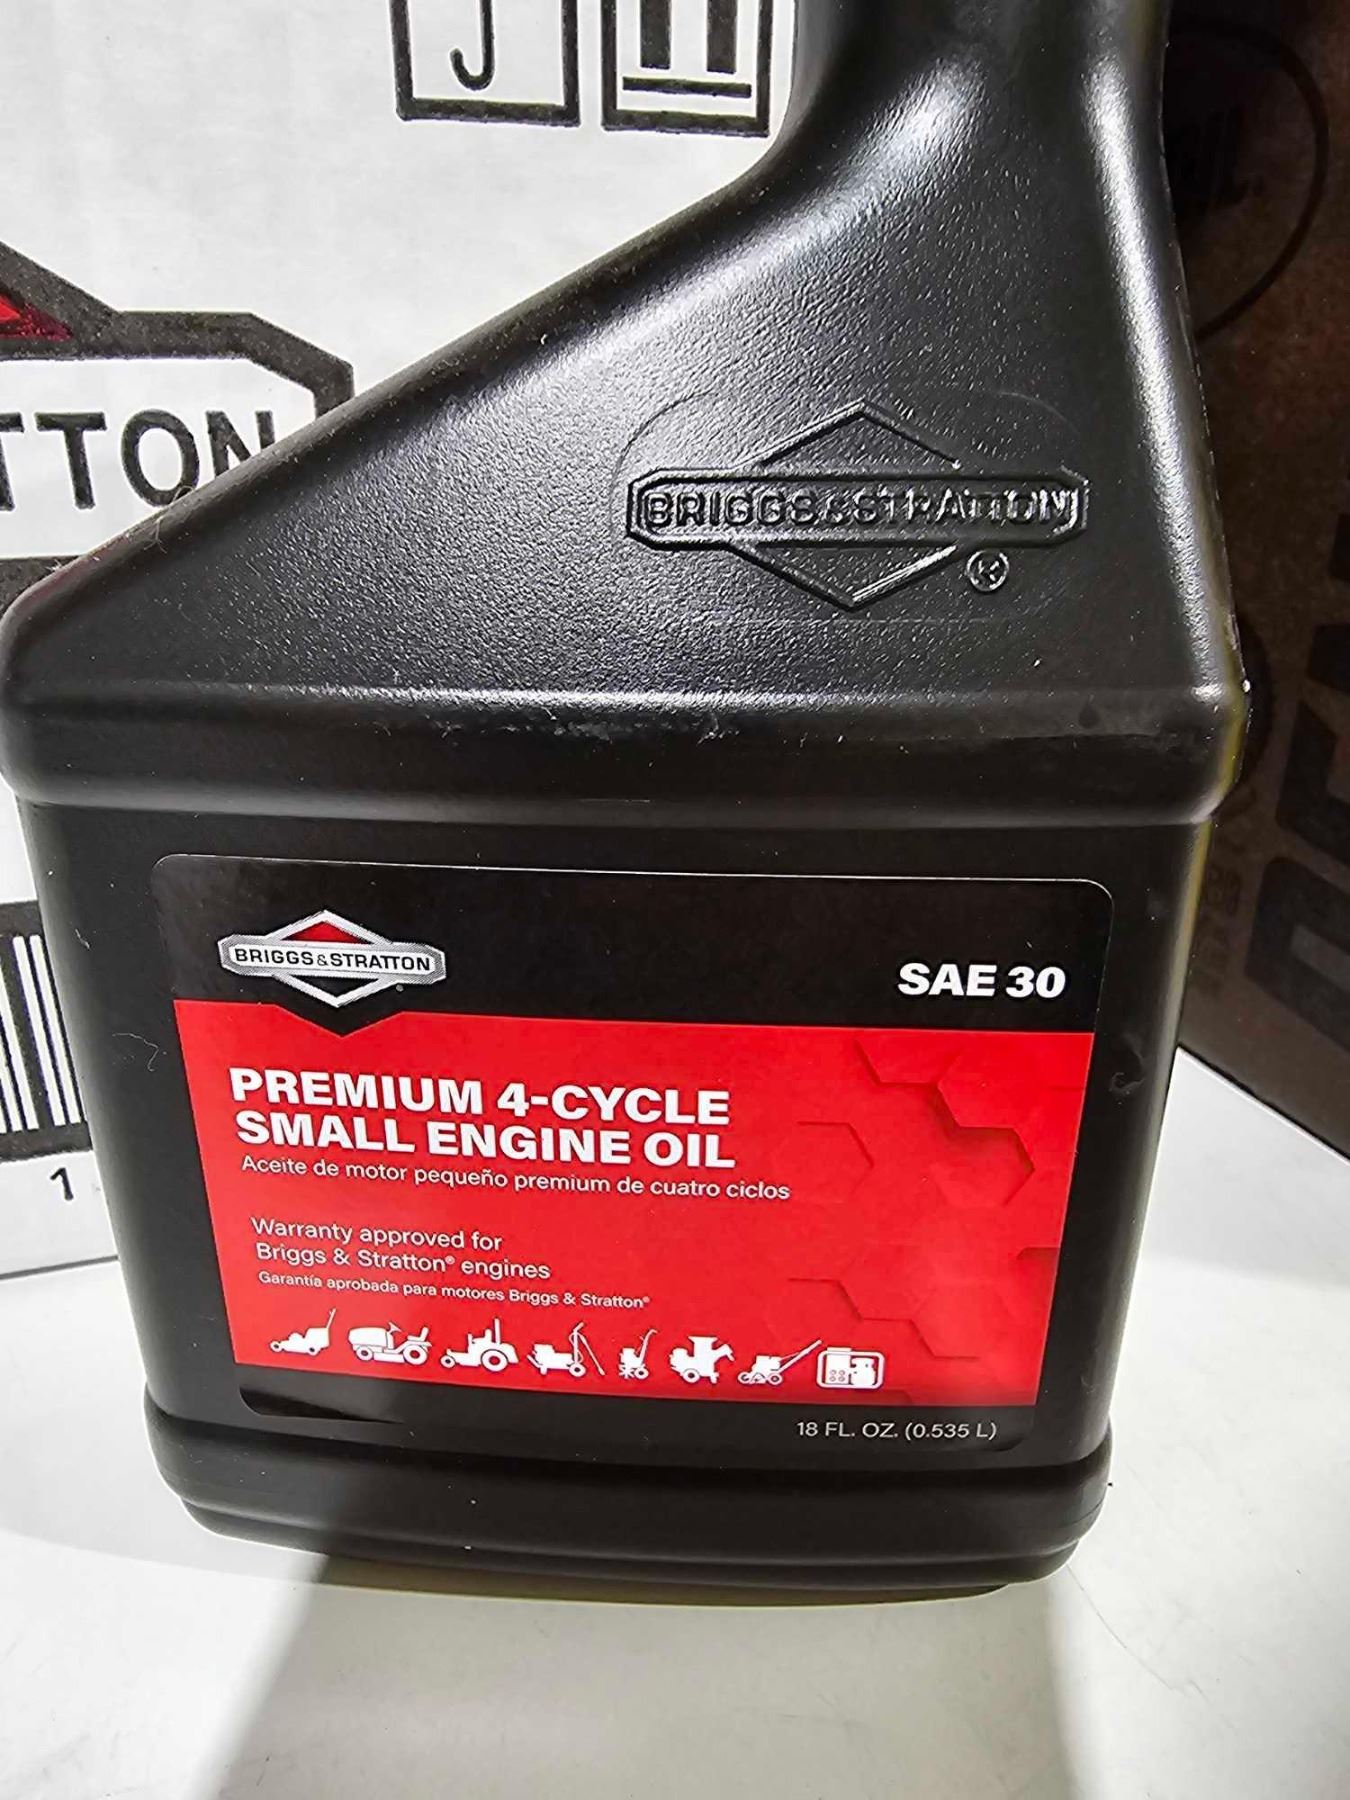 TTON
BRIGGS&STRATTON
®
BRIGGS&STRATTON
SAE 30
PREMIUM 4-CYCLE
SMALL ENGINE OIL
Aceite de motor pequeño premium de cuatro ciclos
Warranty approved for
Briggs & Stratton® engines
Garantía aprobada para motores Briggs & Stratton®
18 FL. OZ. (0.535 L)
1